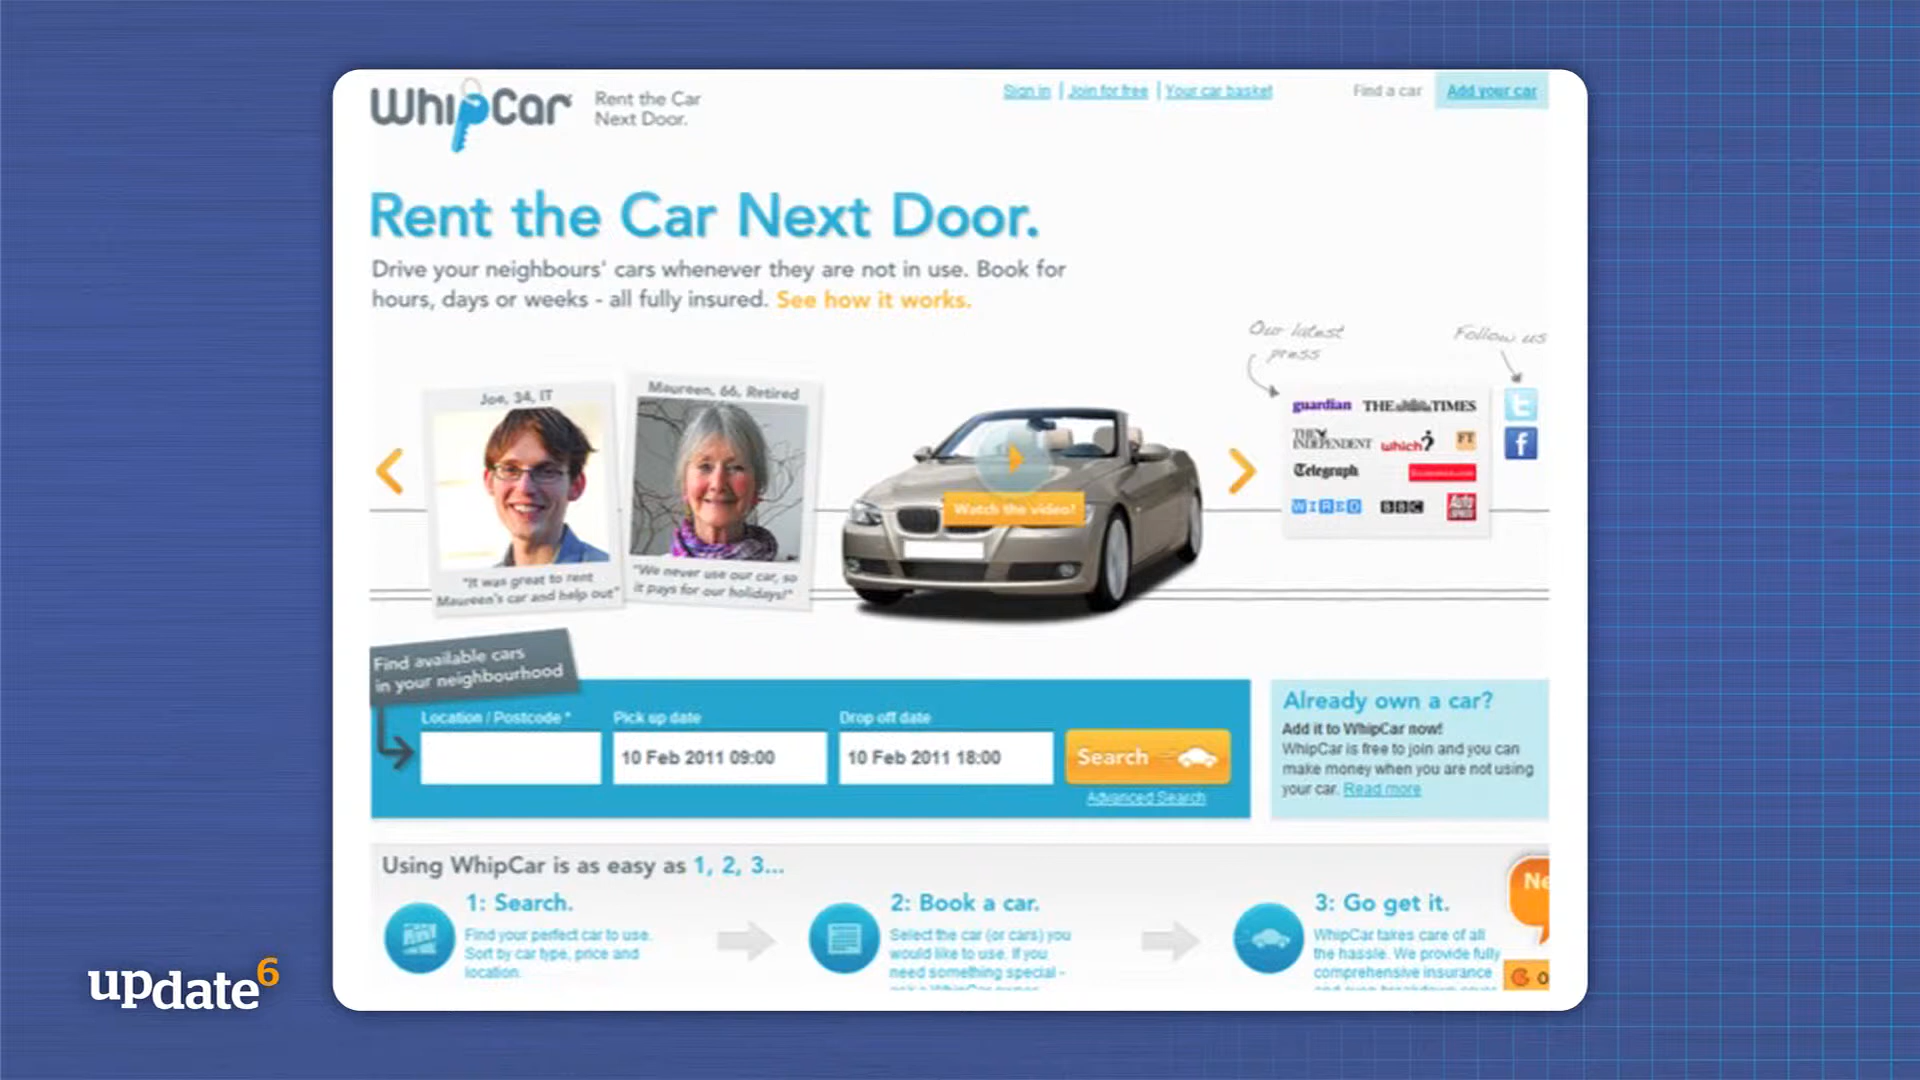 WhipCar
Rent the Car
Next Door.
Sign in | Join for free | Your car basket
Find a car
Add your car
Rent the Car Next Door.
Drive your neighbours' cars whenever they are not in use. Book for
hours, days or weeks - all fully insured. See how it works.
Our latest
press
Follow us
Joe, 34, IT
Maureen, 66, Retired
guardian THE TIMES
THE
INDEPENDENT which? FT
Telegraph
WIRED BBC Auto
Watch the video!
"It was great to rent
Maureen's car and help out"
"We never use our car, so
it pays for our holidays!"
Find available cars
in your neighbourhood
Location / Postcode *
Pick up date
Drop off date
10 Feb 2011 09:00
10 Feb 2011 18:00
Search
Advanced Search
Already own a car?
Add it to WhipCar now!
WhipCar is free to join and you can
make money when you are not using
your car. Read more
Using WhipCar is as easy as 1, 2, 3...
1: Search.
Find your perfect car to use.
Sort by car type, price and
location.
2: Book a car.
Select the car (or cars) you
would like to use. If you
need something special -
3: Go get it.
WhipCar takes care of all
the hassle. We provide fully
comprehensive insurance
Ne
update6